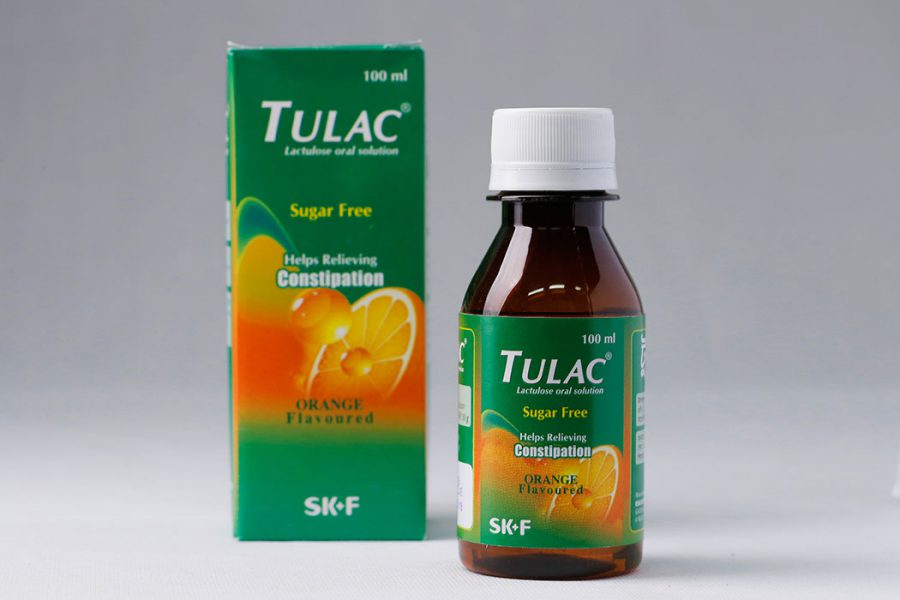 100 ml
TULAC®
Lactulose oral solution
Sugar Free
Helps Relieving
Constipation
ORANGE
Flavoured
SK+F
100 ml
TULAC®
Lactulose oral solution
Sugar Free
Helps Relieving
Constipation
ORANGE
Flavoured
SK+F